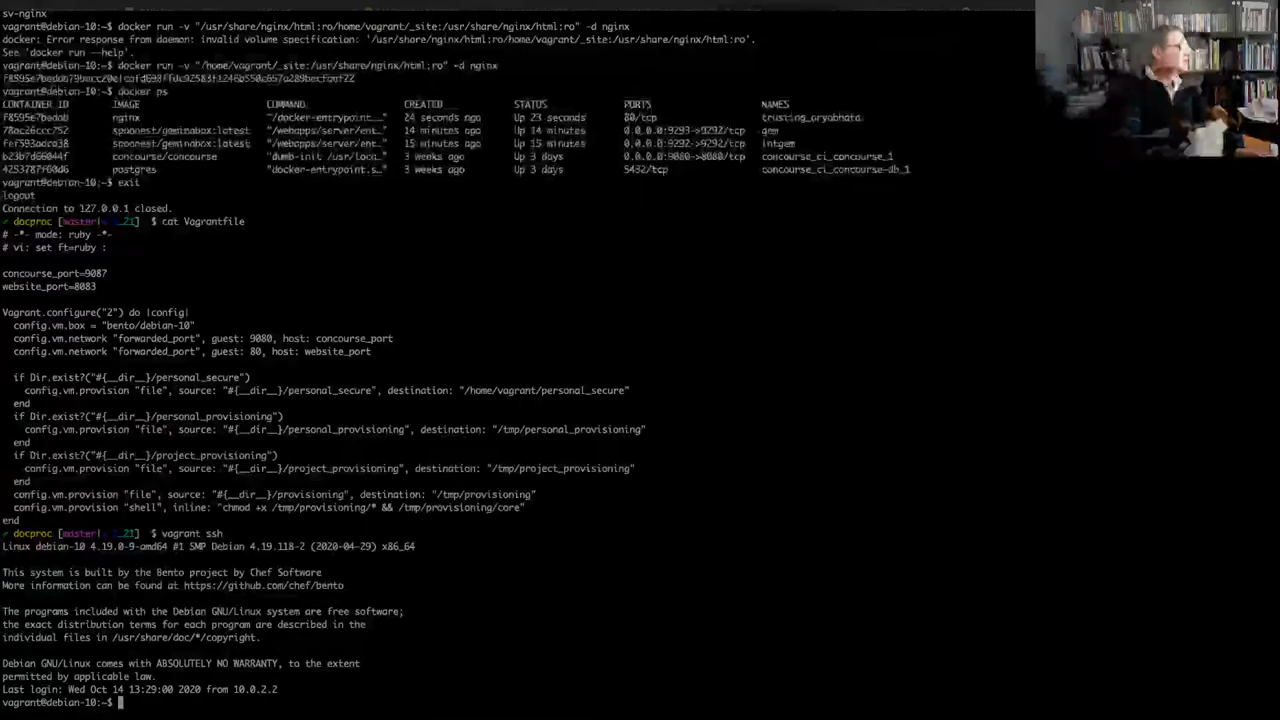 sv-nginx
vagrant@debian-10:~$ docker run -v "/usr/share/nginx/html:ro/home/vagrant/_site:/usr/share/nginx/html:ro" -d nginx
docker: Error response from daemon: invalid volume specification: '/usr/share/nginx/html:ro/home/vagrant/_site:/usr/share/nginx/html:ro'.
See 'docker run --help'.
vagrant@debian-10:~$ docker run -v "/home/vagrant/_site:/usr/share/nginx/html:ro" -d nginx
vagrant@debian-10:~$ docker ps
CONTAINER ID IMAGE COMMAND CREATED STATUS PORTS NAMES
nginx "/docker-entrypoint.…" 24 seconds ago Up 23 seconds 80/tcp trusting_aryabhata
78ac26ccc752 spoonest/geminabox:latest "/webapps/server/ent…" 14 minutes ago Up 14 minutes 0.0.0.0:9293->9292/tcp gem
fef593adca38 spoonest/geminabox:latest "/webapps/server/ent…" 15 minutes ago Up 15 minutes 0.0.0.0:9292->9292/tcp intgem
b23b7d66044f concourse/concourse "dumb-init /usr/loc…" 3 weeks ago Up 3 days 0.0.0.0:9080->8080/tcp concourse_ci_concourse_1
4253787f60d6 postgres "docker-entrypoint.s…" 3 weeks ago Up 3 days 5432/tcp concourse_ci_concourse-db_1
vagrant@debian-10:~$ exit
logout
Connection to 127.0.0.1 closed.
docproc [master| _21] $ cat Vagrantfile
# -*- mode: ruby -*-
# vi: set ft=ruby :
concourse_port=9087
website_port=8083
Vagrant.configure("2") do |config|
config.vm.box = "bento/debian-10"
config.vm.network "forwarded_port", guest: 9080, host: concourse_port
config.vm.network "forwarded_port", guest: 80, host: website_port
if Dir.exist?("#{__dir__}/personal_secure")
config.vm.provision "file", source: "#{__dir__}/personal_secure", destination: "/home/vagrant/personal_secure"
end
if Dir.exist?("#{__dir__}/personal_provisioning")
config.vm.provision "file", source: "#{__dir__}/personal_provisioning", destination: "/tmp/personal_provisioning"
end
if Dir.exist?("#{__dir__}/project_provisioning")
config.vm.provision "file", source: "#{__dir__}/project_provisioning", destination: "/tmp/project_provisioning"
end
config.vm.provision "file", source: "#{__dir__}/provisioning", destination: "/tmp/provisioning"
config.vm.provision "shell", inline: "chmod +x /tmp/provisioning/* && /tmp/provisioning/core"
end
docproc [master| _21] $ vagrant ssh
Linux debian-10 4.19.0-9-amd64 #1 SMP Debian 4.19.118-2 (2020-04-29) x86_64
This system is built by the Bento project by Chef Software
More information can be found at https://github.com/chef/bento
The programs included with the Debian GNU/Linux system are free software;
the exact distribution terms for each program are described in the
individual files in /usr/share/doc/*/copyright.
Debian GNU/Linux comes with ABSOLUTELY NO WARRANTY, to the extent
permitted by applicable law.
Last login: Wed Oct 14 13:29:00 2020 from 10.0.2.2
vagrant@debian-10:~$